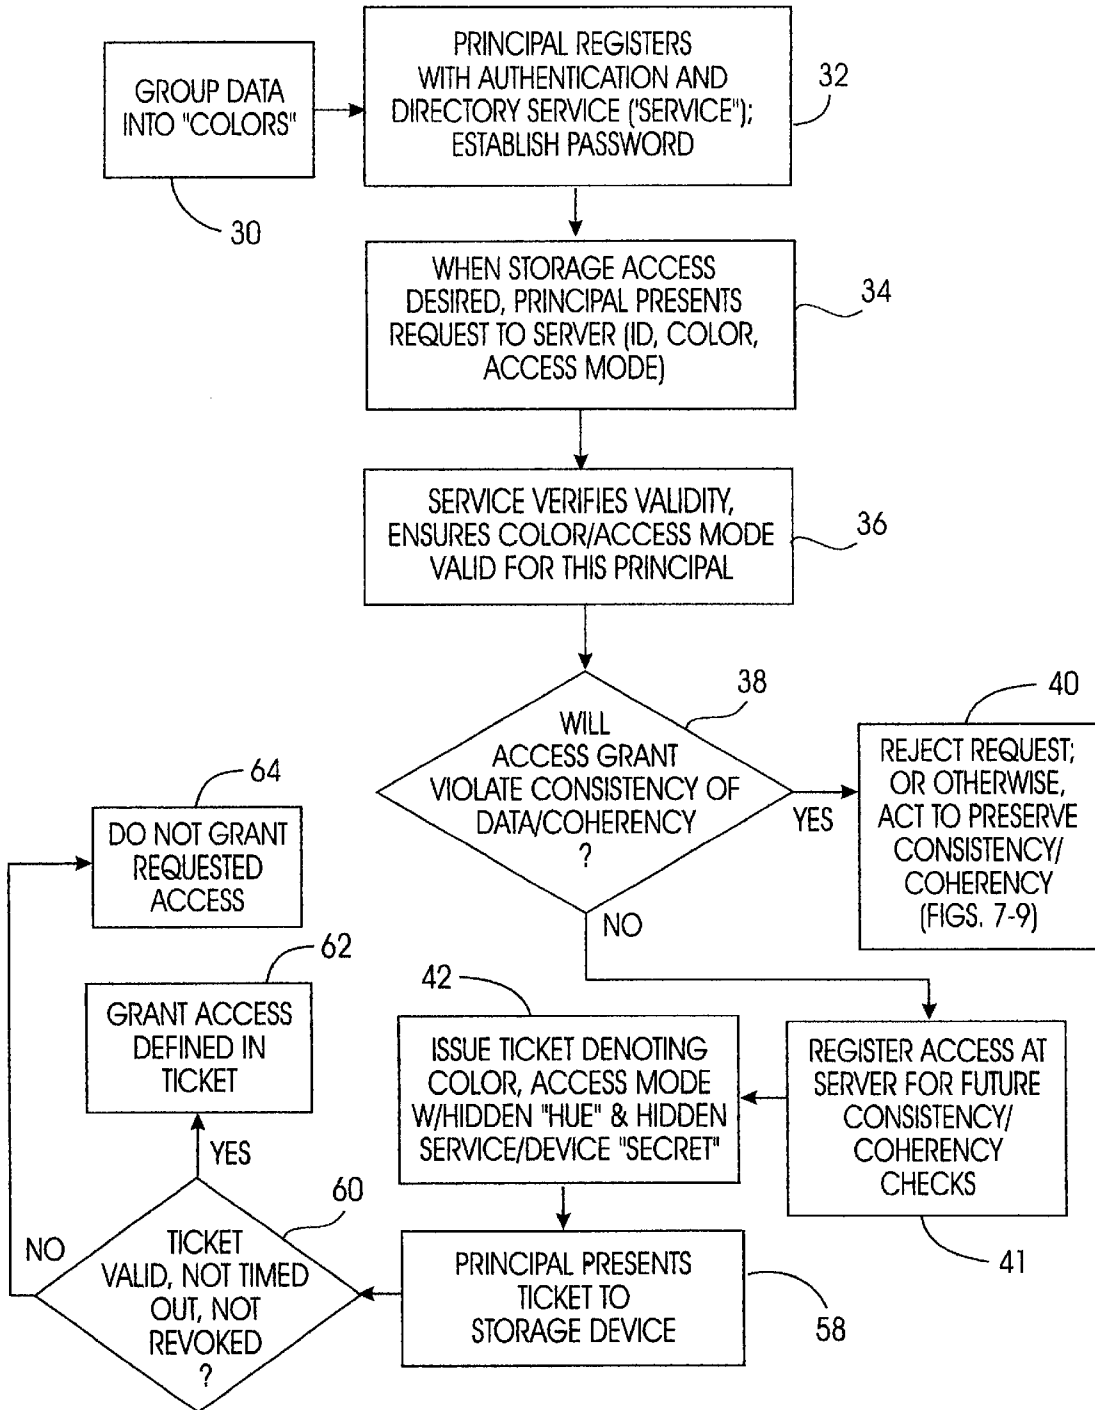 GROUP DATA
INTO "COLORS"
30
PRINCIPAL REGISTERS
WITH AUTHENTICATION AND
DIRECTORY SERVICE ('SERVICE");
ESTABLISH PASSWORD
32
WHEN STORAGE ACCESS
DESIRED, PRINCIPAL PRESENTS
REQUEST TO SERVER (ID, COLOR,
ACCESS MODE)
34
SERVICE VERIFIES VALIDITY,
ENSURES COLOR/ACCESS MODE
VALID FOR THIS PRINCIPAL
36
WILL
ACCESS GRANT
VIOLATE CONSISTENCY OF
DATA/COHERENCY
?
38
YES
NO
40
REJECT REQUEST;
OR OTHERWISE,
ACT TO PRESERVE
CONSISTENCY/
COHERENCY
(FIGS. 7-9)
REGISTER ACCESS AT
SERVER FOR FUTURE
CONSISTENCY/
COHERENCY
CHECKS
41
42
ISSUE TICKET DENOTING
COLOR, ACCESS MODE
W/HIDDEN "HUE" & HIDDEN
SERVICE/DEVICE "SECRET"
PRINCIPAL PRESENTS
TICKET TO
STORAGE DEVICE
58
TICKET
VALID, NOT TIMED
OUT, NOT
REVOKED
?
60
YES
NO
62
GRANT ACCESS
DEFINED IN
TICKET
64
DO NOT GRANT
REQUESTED
ACCESS